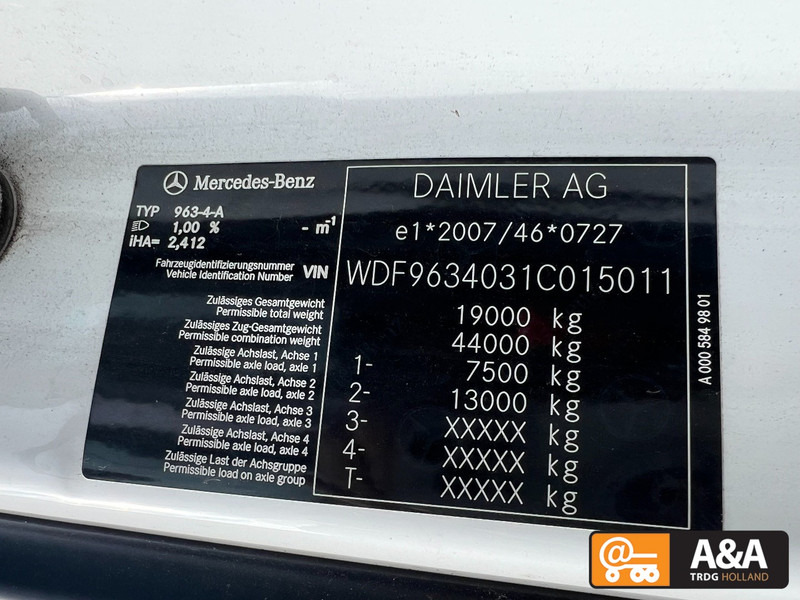 Mercedes-Benz
DAIMLER AG
TYP 963-4-A
1,00 % - m⁻¹
iHA= 2,412
e1*2007/46*0727
Fahrzeugidentifizierungsnummer
Vehicle Identification Number VIN
WDF9634031C015011
Zulässiges Gesamtgewicht
Permissible total weight
19000 kg
Zulässiges Zug-Gesamtgewicht
Permissible combination weight
44000 kg
Zulässige Achslast, Achse 1
Permissible axle load, axle 1
1- 7500 kg
Zulässige Achslast, Achse 2
Permissible axle load, axle 2
2- 13000 kg
Zulässige Achslast, Achse 3
Permissible axle load, axle 3
3- XXXXX kg
Zulässige Achslast, Achse 4
Permissible axle load, axle 4
4- XXXXX kg
Zulässige Last der Achsgruppe
Permissible load on axle group
T- XXXXX kg
A 000 584 98 01
A&A
TRDG HOLLAND